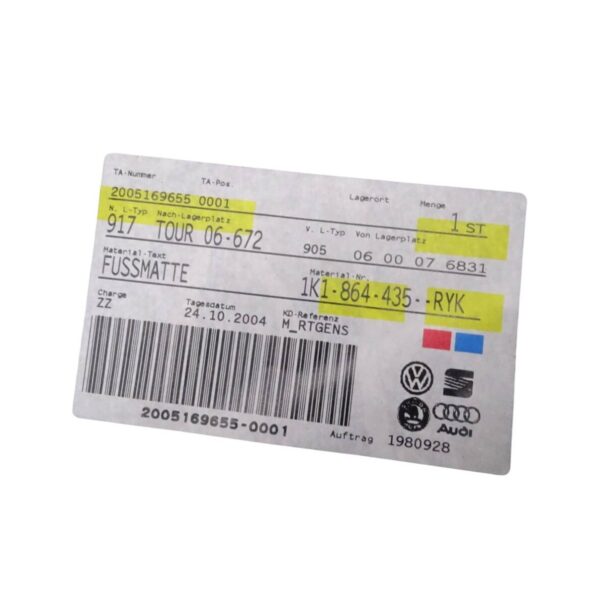 TA-Nummer TA-Pos. Lagerort Menge
2005169655 0001 1 ST
N. L-Typ Nach-Lagerplatz V. L-Typ Von Lagerplatz
917 TOUR 06-672 905 06 00 07 6831
Material-Text Material-Nr.
FUSSMATTE 1K1-864-435--RYK
Charge Tagesdatum KD-Referenz
ZZ 24.10.2004 M_RTGENS
2005169655-0001
Audi
Auftrag 1980928